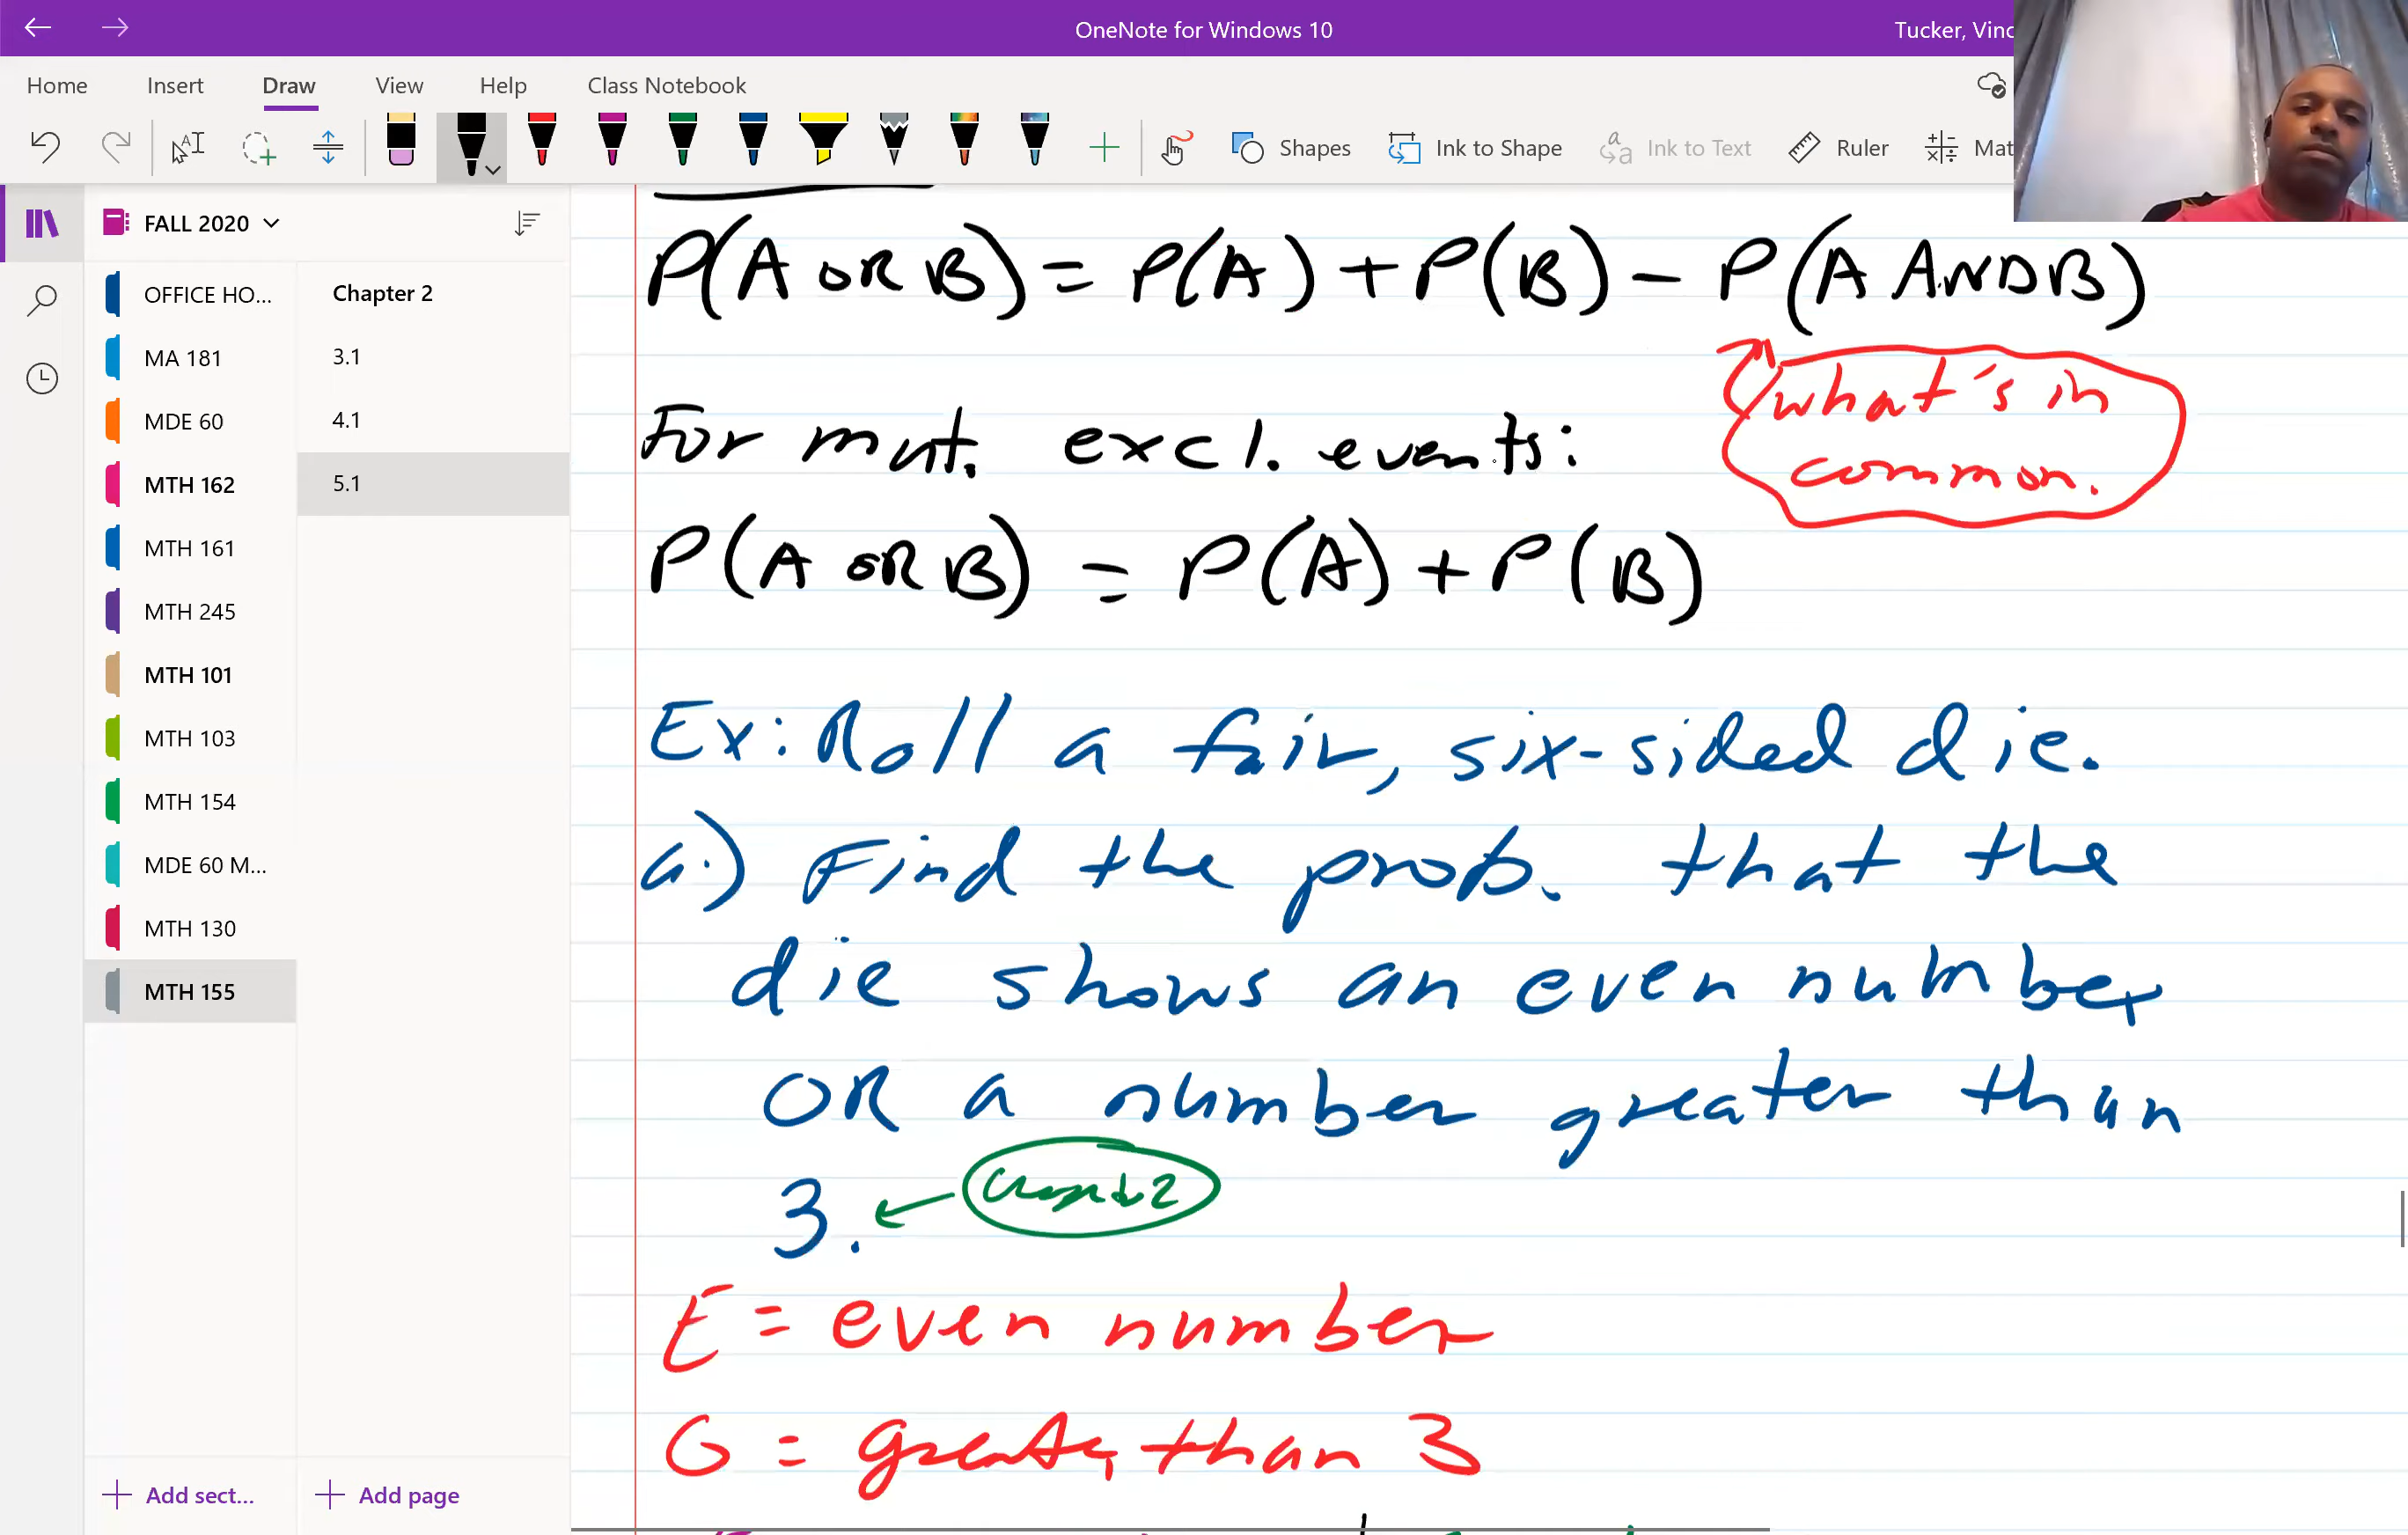 OneNote for Windows 10
Tucker, Vinc
Home Insert Draw View Help Class Notebook
Shapes Ink to Shape Ink to Text Ruler Mat
FALL 2020
OFFICE HO...
MA 181
MDE 60
MTH 162
MTH 161
MTH 245
MTH 101
MTH 103
MTH 154
MDE 60 M...
MTH 130
MTH 155
Add sect...
Chapter 2
3.1
4.1
5.1
Add page
P(A OR B) = P(A) + P(B) - P(A AND B)
what's in
common.
For mut. excl. events:
P(A OR B) = P(A) + P(B)
Ex: Roll a fair, six-sided die.
a.) Find the prob. that the
die shows an even number
OR a number greater than
3.
E = even number
G = greater than 3